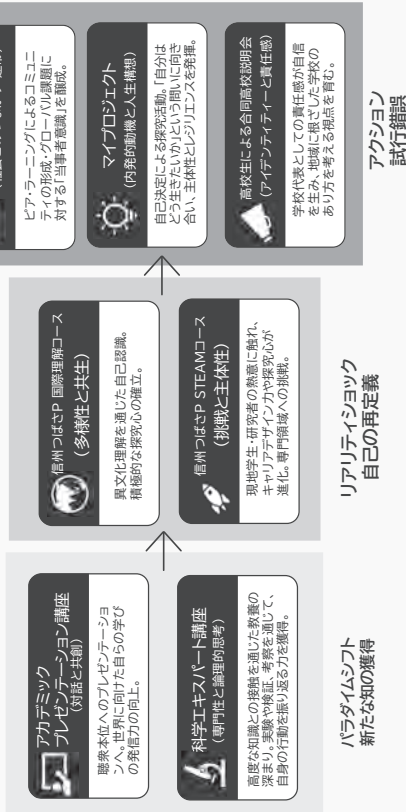 アカデミック
プレゼンテーション講座
(対話と共創)
聴衆本位へのプレゼンテーショ
ンへ。世界に向けた自らの学び
の発信力の向上。
科学エキスパート講座
(専門性と論理的思考)
高度な知識との接触を通じた教養の
深まり。実験や検証、考察を通じて、
自身の行動を振り返る力を獲得。
パラダイムシフト
新たな知の獲得
信州つばさP 国際理解コース
(多様性と共生)
異文化理解を通じた自己認識。
積極的な探究心の確立。
信州つばさP STEAMコース
(挑戦と主体性)
現地学生・研究者の熱意に触れ、
キャリアデザイン力や探究心が
進化。専門領域への挑戦。
リアリティショック
自己の再定義
ピア・ラーニングによるコミュニ
ティの形成・グローバル課題に
対する「当事者意識」を醸成。
マイプロジェクト
(内発的動機と人生構想)
自己決定による探究活動。「自分は
どう生きたいか」という問いに向き
合い、主体性とレジリエンスを発揮。
高校生による合同高校説明会
(アイデンティティーと責任感)
学校代表としての責任感が自信
を生み、地域に根ざした学校の
あり方を考える視点を育む。
アクション
試行錯誤